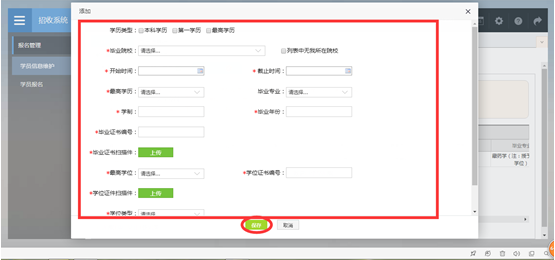 招收系统
添加
×
报名管理
学员信息维护
学员报名
学历类型： 本科学历 第一学历 最高学历
*毕业院校： 请选择... 列表中无我所在院校
*开始时间： *截止时间：
*最高学历： 请选择... 毕业专业： 请选择...
*学制： *毕业年份：
*毕业证书编号：
*毕业证书扫描件： 上传
*最高学位： 请选择... *学位证书编号：
*学位证件扫描件： 上传
*学位类型： 请选择...
保存 取消
毕业专业
学位）